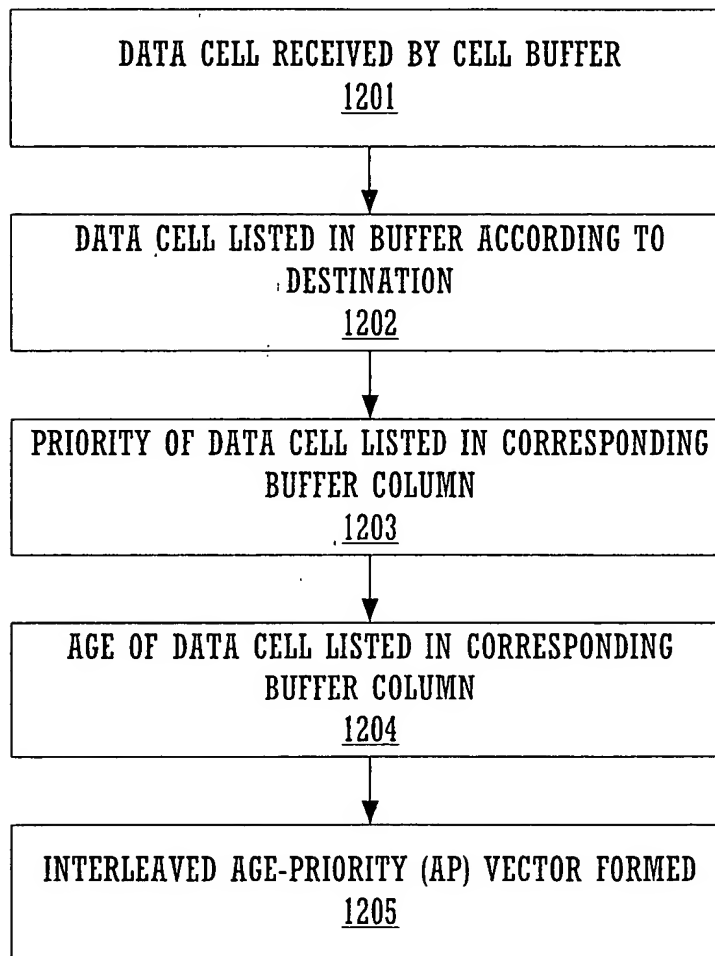 DATA CELL RECEIVED BY CELL BUFFER
1201
DATA CELL LISTED IN BUFFER ACCORDING TO
DESTINATION
1202
PRIORITY OF DATA CELL LISTED IN CORRESPONDING
BUFFER COLUMN
1203
AGE OF DATA CELL LISTED IN CORRESPONDING
BUFFER COLUMN
1204
INTERLEAVED AGE-PRIORITY (AP) VECTOR FORMED
1205